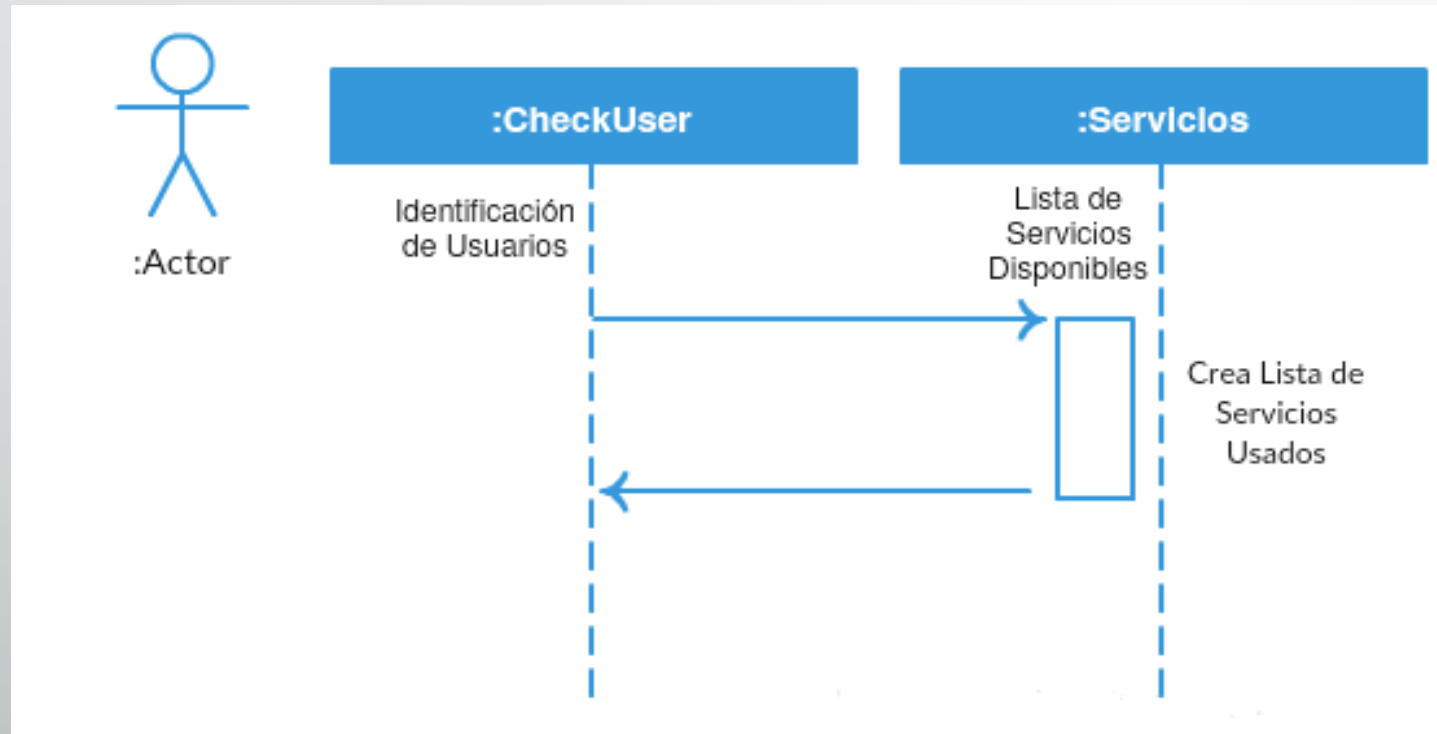 :CheckUser
:Servicios
Identificación
de Usuarios
Lista de
Servicios
Disponibles
:Actor
Crea Lista de
Servicios
Usados